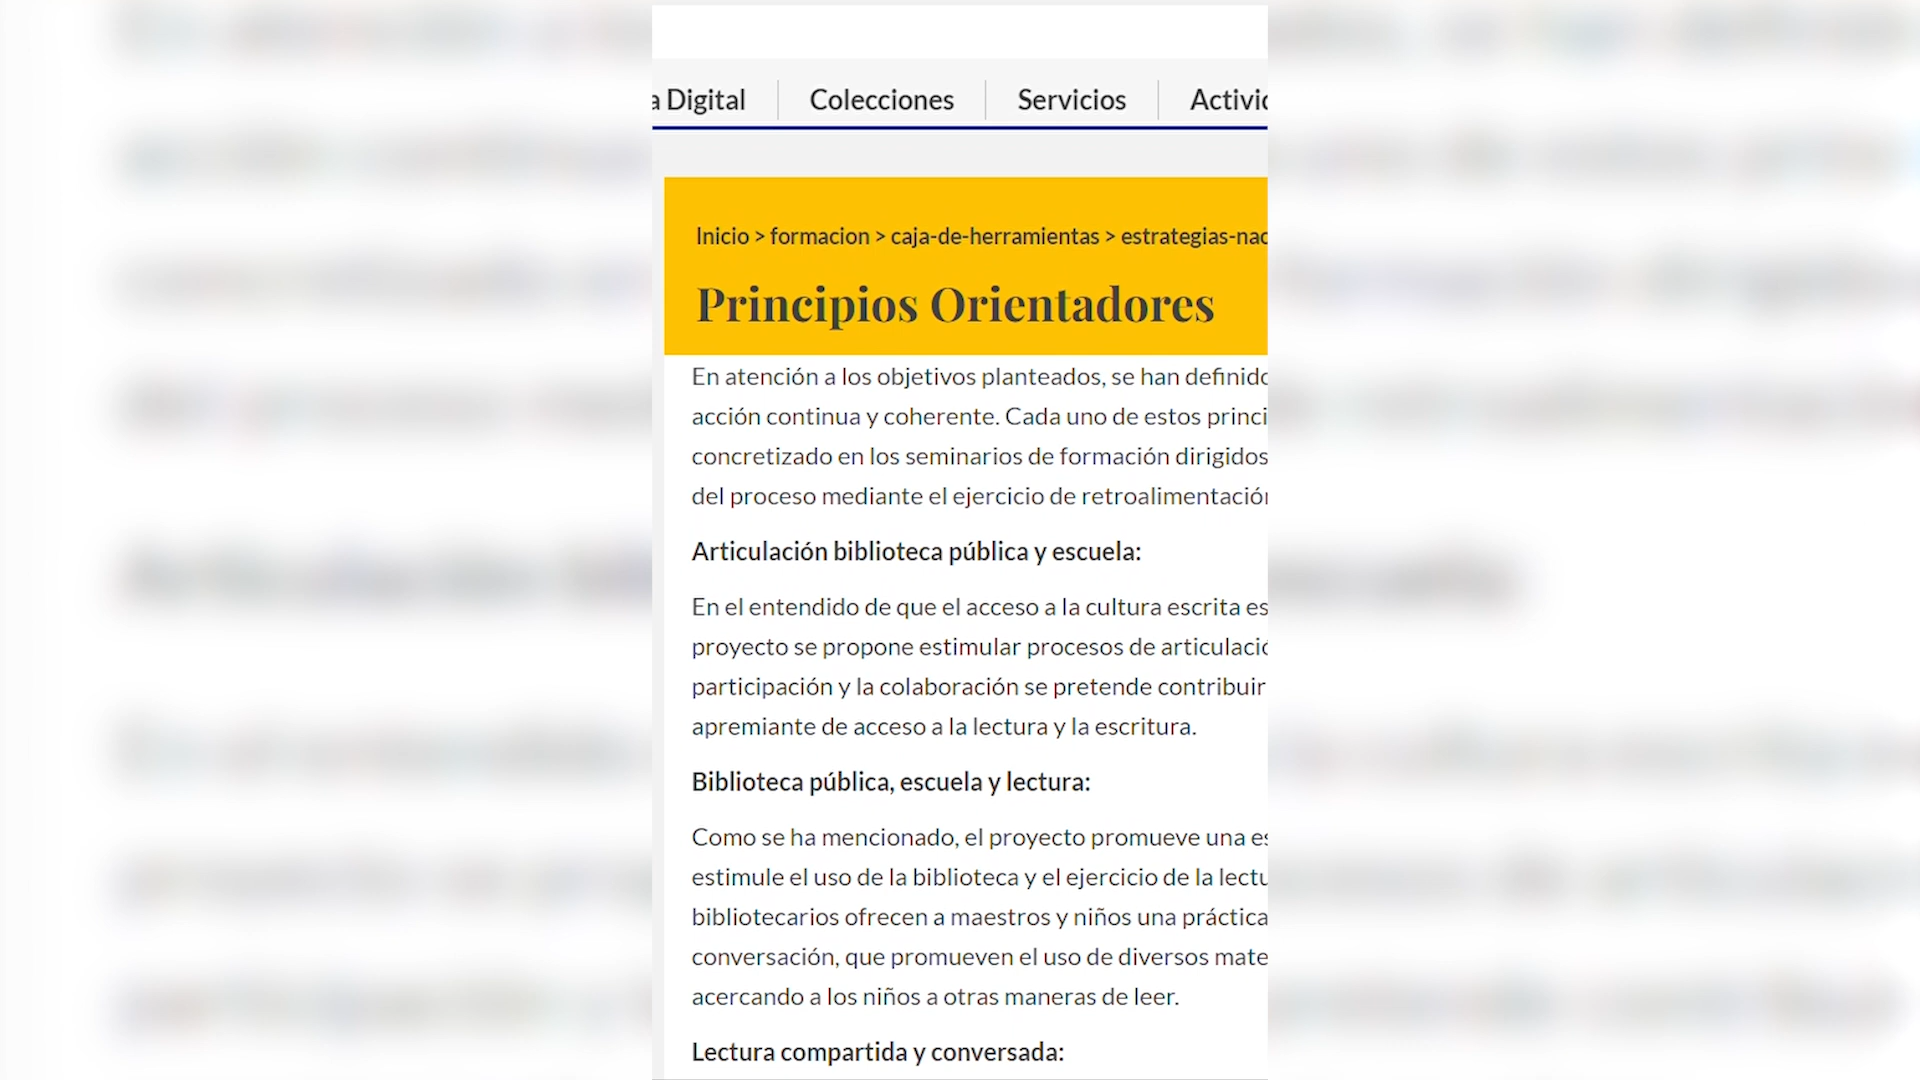 a Digital
Colecciones
Servicios
Inicio > formacion > caja-de-herramientas > estrategias-nac
Principios Orientadores
En atención a los objetivos planteados, se han definido
acción continua y coherente. Cada uno de estos princi
concretizado en los seminarios de formación dirigidos
del proceso mediante el ejercicio de retroalimentación
Articulación biblioteca pública y escuela:
En el entendido de que el acceso a la cultura escrita es
proyecto se propone estimular procesos de articulació
participación y la colaboración se pretende contribuir
apremiante de acceso a la lectura y la escritura.
Biblioteca pública, escuela y lectura:
Como se ha mencionado, el proyecto promueve una es
estimule el uso de la biblioteca y el ejercicio de la lectu
bibliotecarios ofrecen a maestros y niños una práctica
conversación, que promueven el uso de diversos mate
acercando a los niños a otras maneras de leer.
Lectura compartida y conversada: